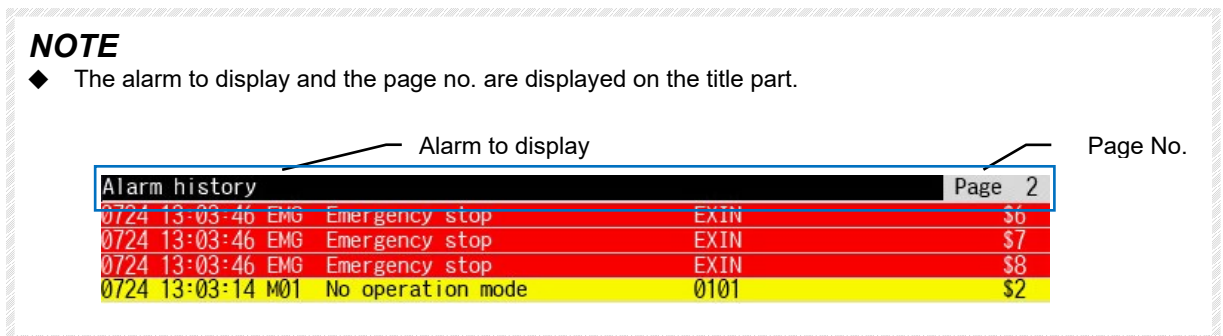 NOTE
◆ The alarm to display and the page no. are displayed on the title part.
Alarm to display Page No.
Alarm history Page 2
0724 13:03:46 EMG Emergency stop EXIN $6
0724 13:03:46 EMG Emergency stop EXIN $7
0724 13:03:46 EMG Emergency stop EXIN $8
0724 13:03:14 M01 No operation mode 0101 $2